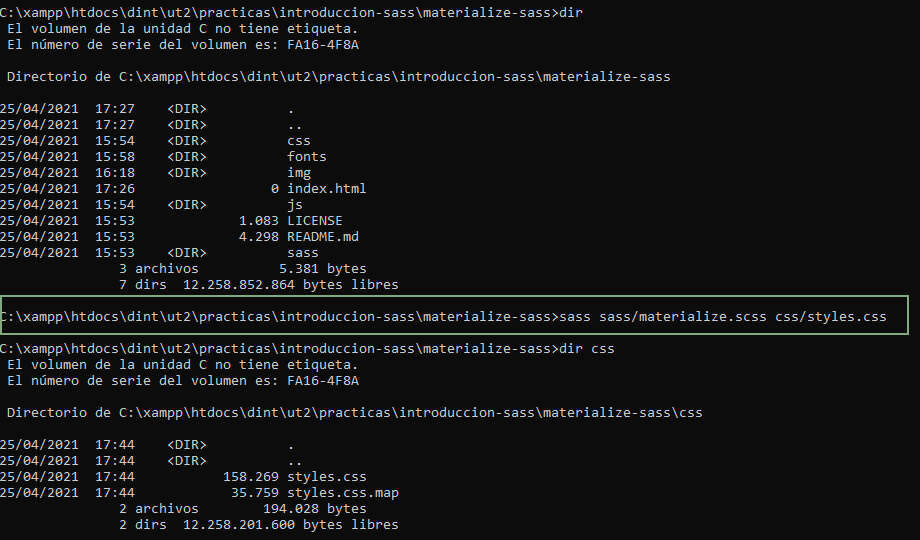 C:\xampp\htdocs\dint\ut2\practicas\introduccion-sass\materialize-sass>dir
 El volumen de la unidad C no tiene etiqueta.
 El número de serie del volumen es: FA16-4F8A

 Directorio de C:\xampp\htdocs\dint\ut2\practicas\introduccion-sass\materialize-sass

25/04/2021  17:27    <DIR>          .
25/04/2021  17:27    <DIR>          ..
25/04/2021  15:54    <DIR>          css
25/04/2021  15:58    <DIR>          fonts
25/04/2021  16:18    <DIR>          img
25/04/2021  17:26                 0 index.html
25/04/2021  15:54    <DIR>          js
25/04/2021  15:53             1.083 LICENSE
25/04/2021  15:53             4.298 README.md
25/04/2021  15:53    <DIR>          sass
               3 archivos          5.381 bytes
               7 dirs  12.258.852.864 bytes libres

C:\xampp\htdocs\dint\ut2\practicas\introduccion-sass\materialize-sass>sass sass/materialize.scss css/styles.css

C:\xampp\htdocs\dint\ut2\practicas\introduccion-sass\materialize-sass>dir css
 El volumen de la unidad C no tiene etiqueta.
 El número de serie del volumen es: FA16-4F8A

 Directorio de C:\xampp\htdocs\dint\ut2\practicas\introduccion-sass\materialize-sass\css

25/04/2021  17:44    <DIR>          .
25/04/2021  17:44    <DIR>          ..
25/04/2021  17:44           158.269 styles.css
25/04/2021  17:44            35.759 styles.css.map
               2 archivos        194.028 bytes
               2 dirs  12.258.201.600 bytes libres